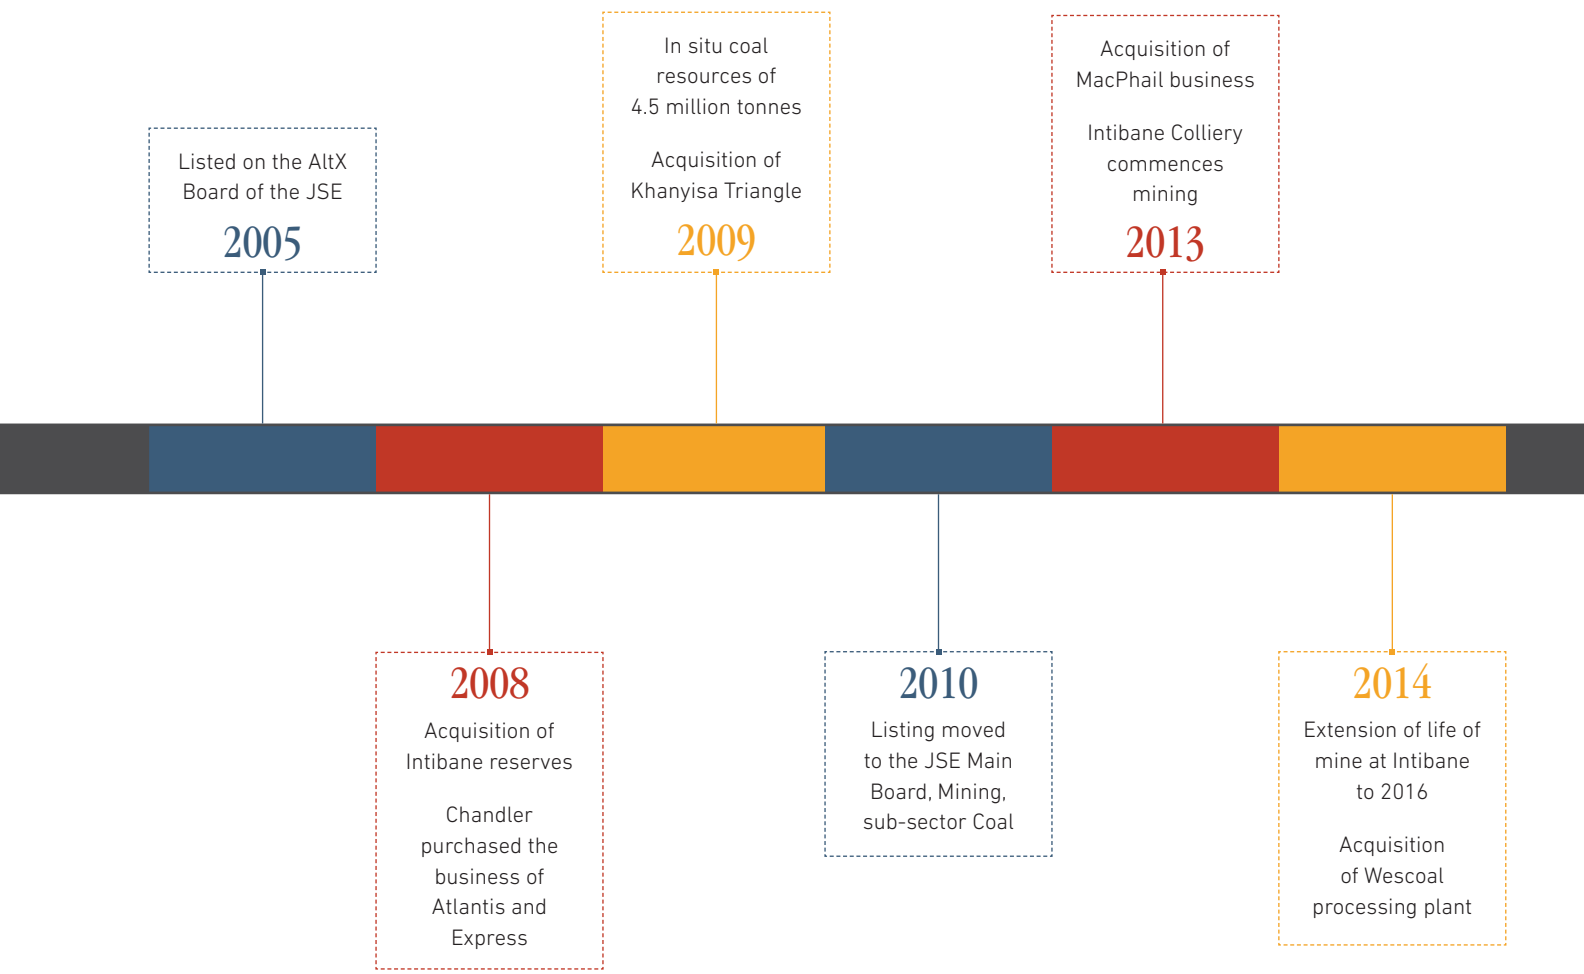 Listed on the AltX
Board of the JSE
2005
2008
Acquisition of
Intibane reserves
Chandler
purchased the
business of
Atlantis and
Express
In situ coal
resources of
4.5 million tonnes
Acquisition of
Khanyisa Triangle
2009
2010
Listing moved
to the JSE Main
Board, Mining,
sub-sector Coal
Acquisition of
MacPhail business
Intibane Colliery
commences
mining
2013
2014
Extension of life of
mine at Intibane
to 2016
Acquisition
of Wescoal
processing plant